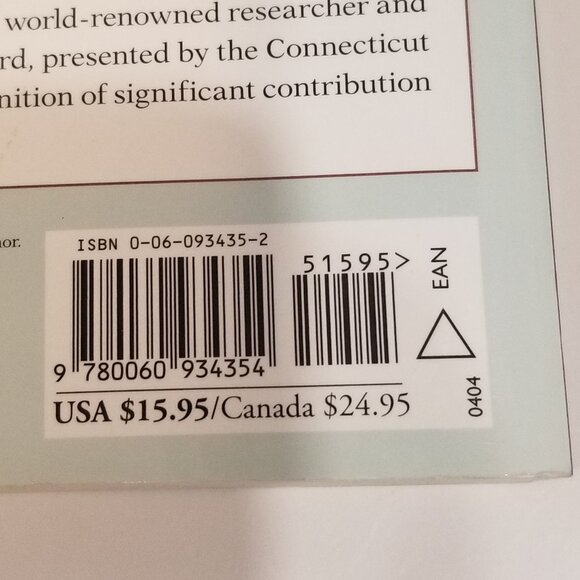 world-renowned researcher and
rd, presented by the Connecticut
nition of significant contribution
or.
ISBN 0-06-093435-2
51595>
EAN
9 780060 934354
USA $15.95/Canada $24.95
0404